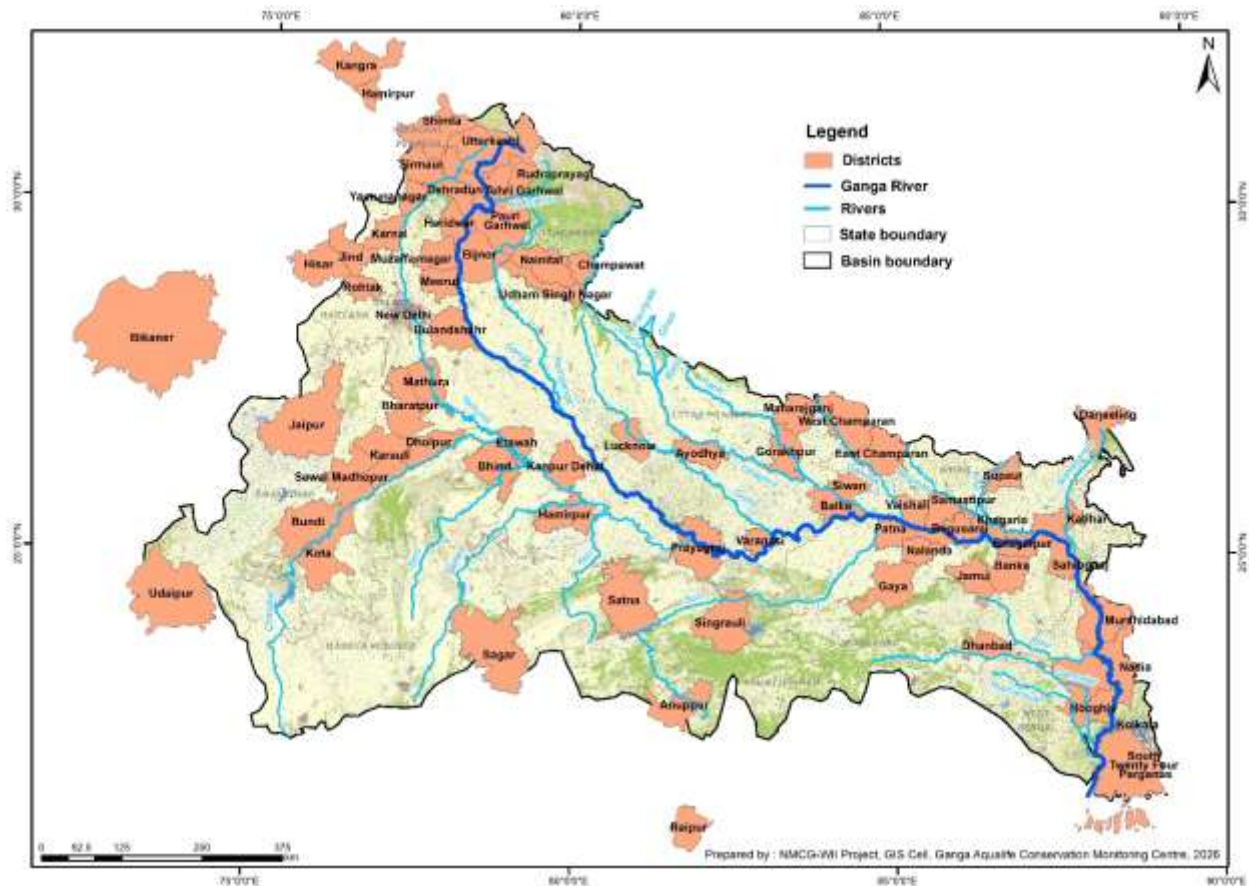 75°0'0"E
80°0'0"E
85°0'0"E
90°0'0"E
N
Kangra
Hamirpur
Shimla
Uttarkashi
Sirmaur
Rudraprayag
Dehradun
Tehri Garhwal
Yamunanagar
30°0'0"N
30°0'0"N
Haridwar
Pauri
Garhwal
Karnal
Hisar
Jind
Muzaffarnagar
Bijnor
Nainital
Champawat
Rohtak
Meerut
Udham Singh Nagar
New Delhi
Bulandshahr
Bikaner
Legend
Districts
Ganga River
Rivers
State boundary
Basin boundary
Mathura
Bharatpur
Jaipur
Dholpur
Etawah
Karauli
Bhind
Kanpur Dehat
Lucknow
Ayodhya
Maharajganj
West Champaran
Gorakhpur
East Champaran
Darjeeling
Sawai Madhopur
Supaul
Siwan
Bundi
Hamirpur
Ballia
Vaishali
Samastipur
Khagaria
Katihar
Kota
Prayagraj
Varanasi
Patna
Begusarai
Bhagalpur
25°0'0"N
25°0'0"N
Nalanda
Banka
Sahibganj
Udaipur
Satna
Gaya
Jamui
Singrauli
Murshidabad
Sagar
Dhanbad
Nadia
Anuppur
Hooghly
Kolkata
South
Twenty Four
Parganas
Raipur
0
62.5
125
250
375
km
Prepared by : NMCG-WII Project, GIS Cell, Ganga Aqualife Conservation Monitoring Centre, 2026
75°0'0"E
80°0'0"E
85°0'0"E
90°0'0"E